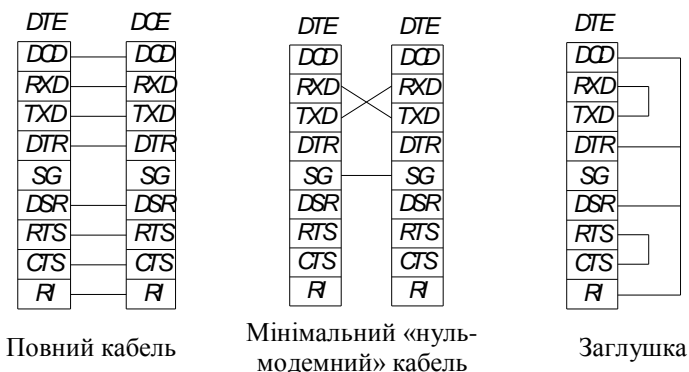 DTE DCE
DCD DCD
RXD RXD
TXD TXD
DTR DTR
SG SG
DSR DSR
RTS RTS
CTS CTS
RI RI
Повний кабель
DTE DTE
DCD DCD
RXD RXD
TXD TXD
DTR DTR
SG SG
DSR DSR
RTS RTS
CTS CTS
RI RI
Мінімальний «нуль-
модемний» кабель
DTE
DCD
RXD
TXD
DTR
SG
DSR
RTS
CTS
RI
Заглушка